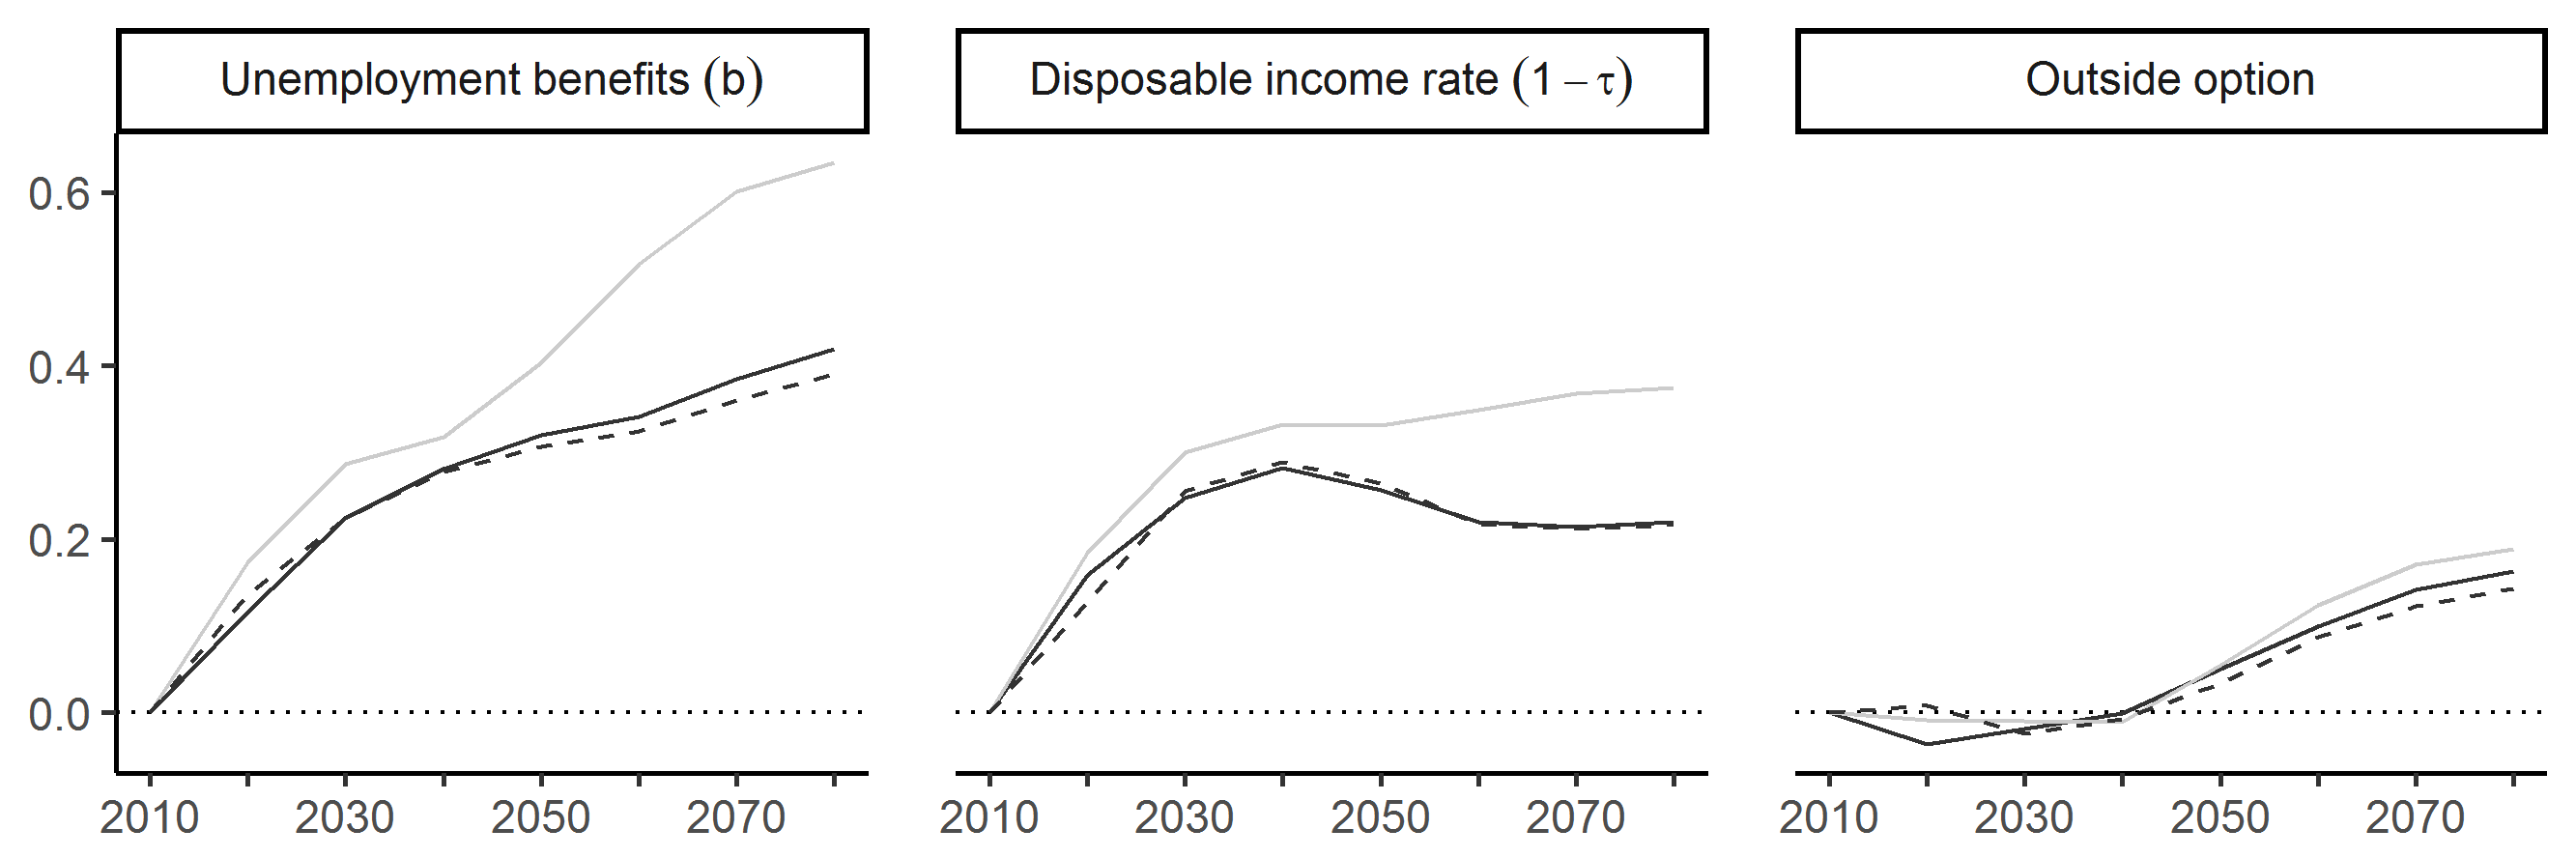 Unemployment benefits (b)
Disposable income rate (1 – τ)
Outside option
0.6
0.4
0.2
0.0
2010 2030 2050 2070
2010 2030 2050 2070
2010 2030 2050 2070